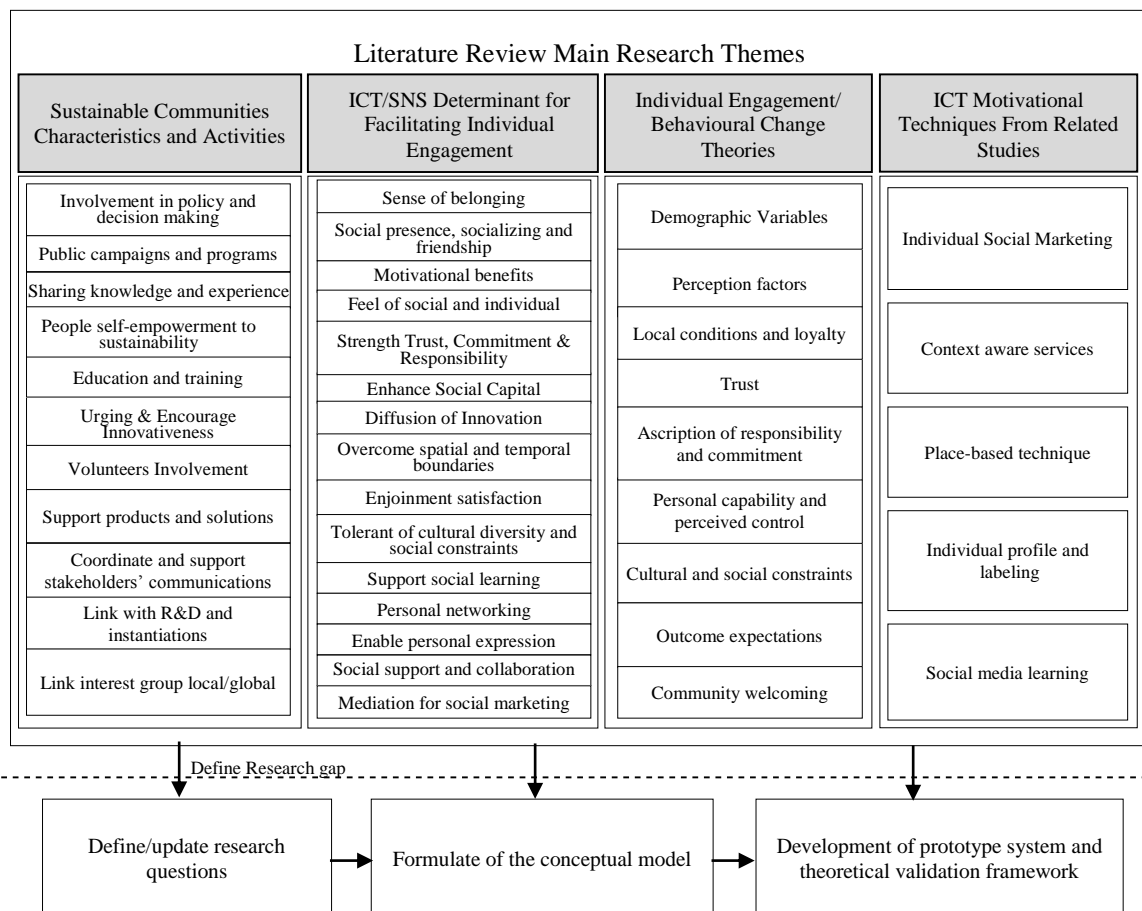 Literature Review Main Research Themes
Sustainable Communities
Characteristics and Activities
Involvement in policy and
decision making
Public campaigns and programs
Sharing knowledge and experience
People self-empowerment to
sustainability
Education and training
Urging & Encourage
Innovativeness
Volunteers Involvement
Support products and solutions
Coordinate and support
stakeholders’ communications
Link with R&D and
instantiations
Link interest group local/global
ICT/SNS Determinant for
Facilitating Individual
Engagement
Sense of belonging
Social presence, socializing and
friendship
Motivational benefits
Feel of social and individual
Strength Trust, Commitment &
Responsibility
Enhance Social Capital
Diffusion of Innovation
Overcome spatial and temporal
boundaries
Enjoinment satisfaction
Tolerant of cultural diversity and
social constraints
Support social learning
Personal networking
Enable personal expression
Social support and collaboration
Mediation for social marketing
Individual Engagement/
Behavioural Change
Theories
Demographic Variables
Perception factors
Local conditions and loyalty
Trust
Ascription of responsibility
and commitment
Personal capability and
perceived control
Cultural and social constraints
Outcome expectations
Community welcoming
ICT Motivational
Techniques From Related
Studies
Individual Social Marketing
Context aware services
Place-based technique
Individual profile and
labeling
Social media learning
Define Research gap
Define/update research
questions
Formulate of the conceptual model
Development of prototype system and
theoretical validation framework